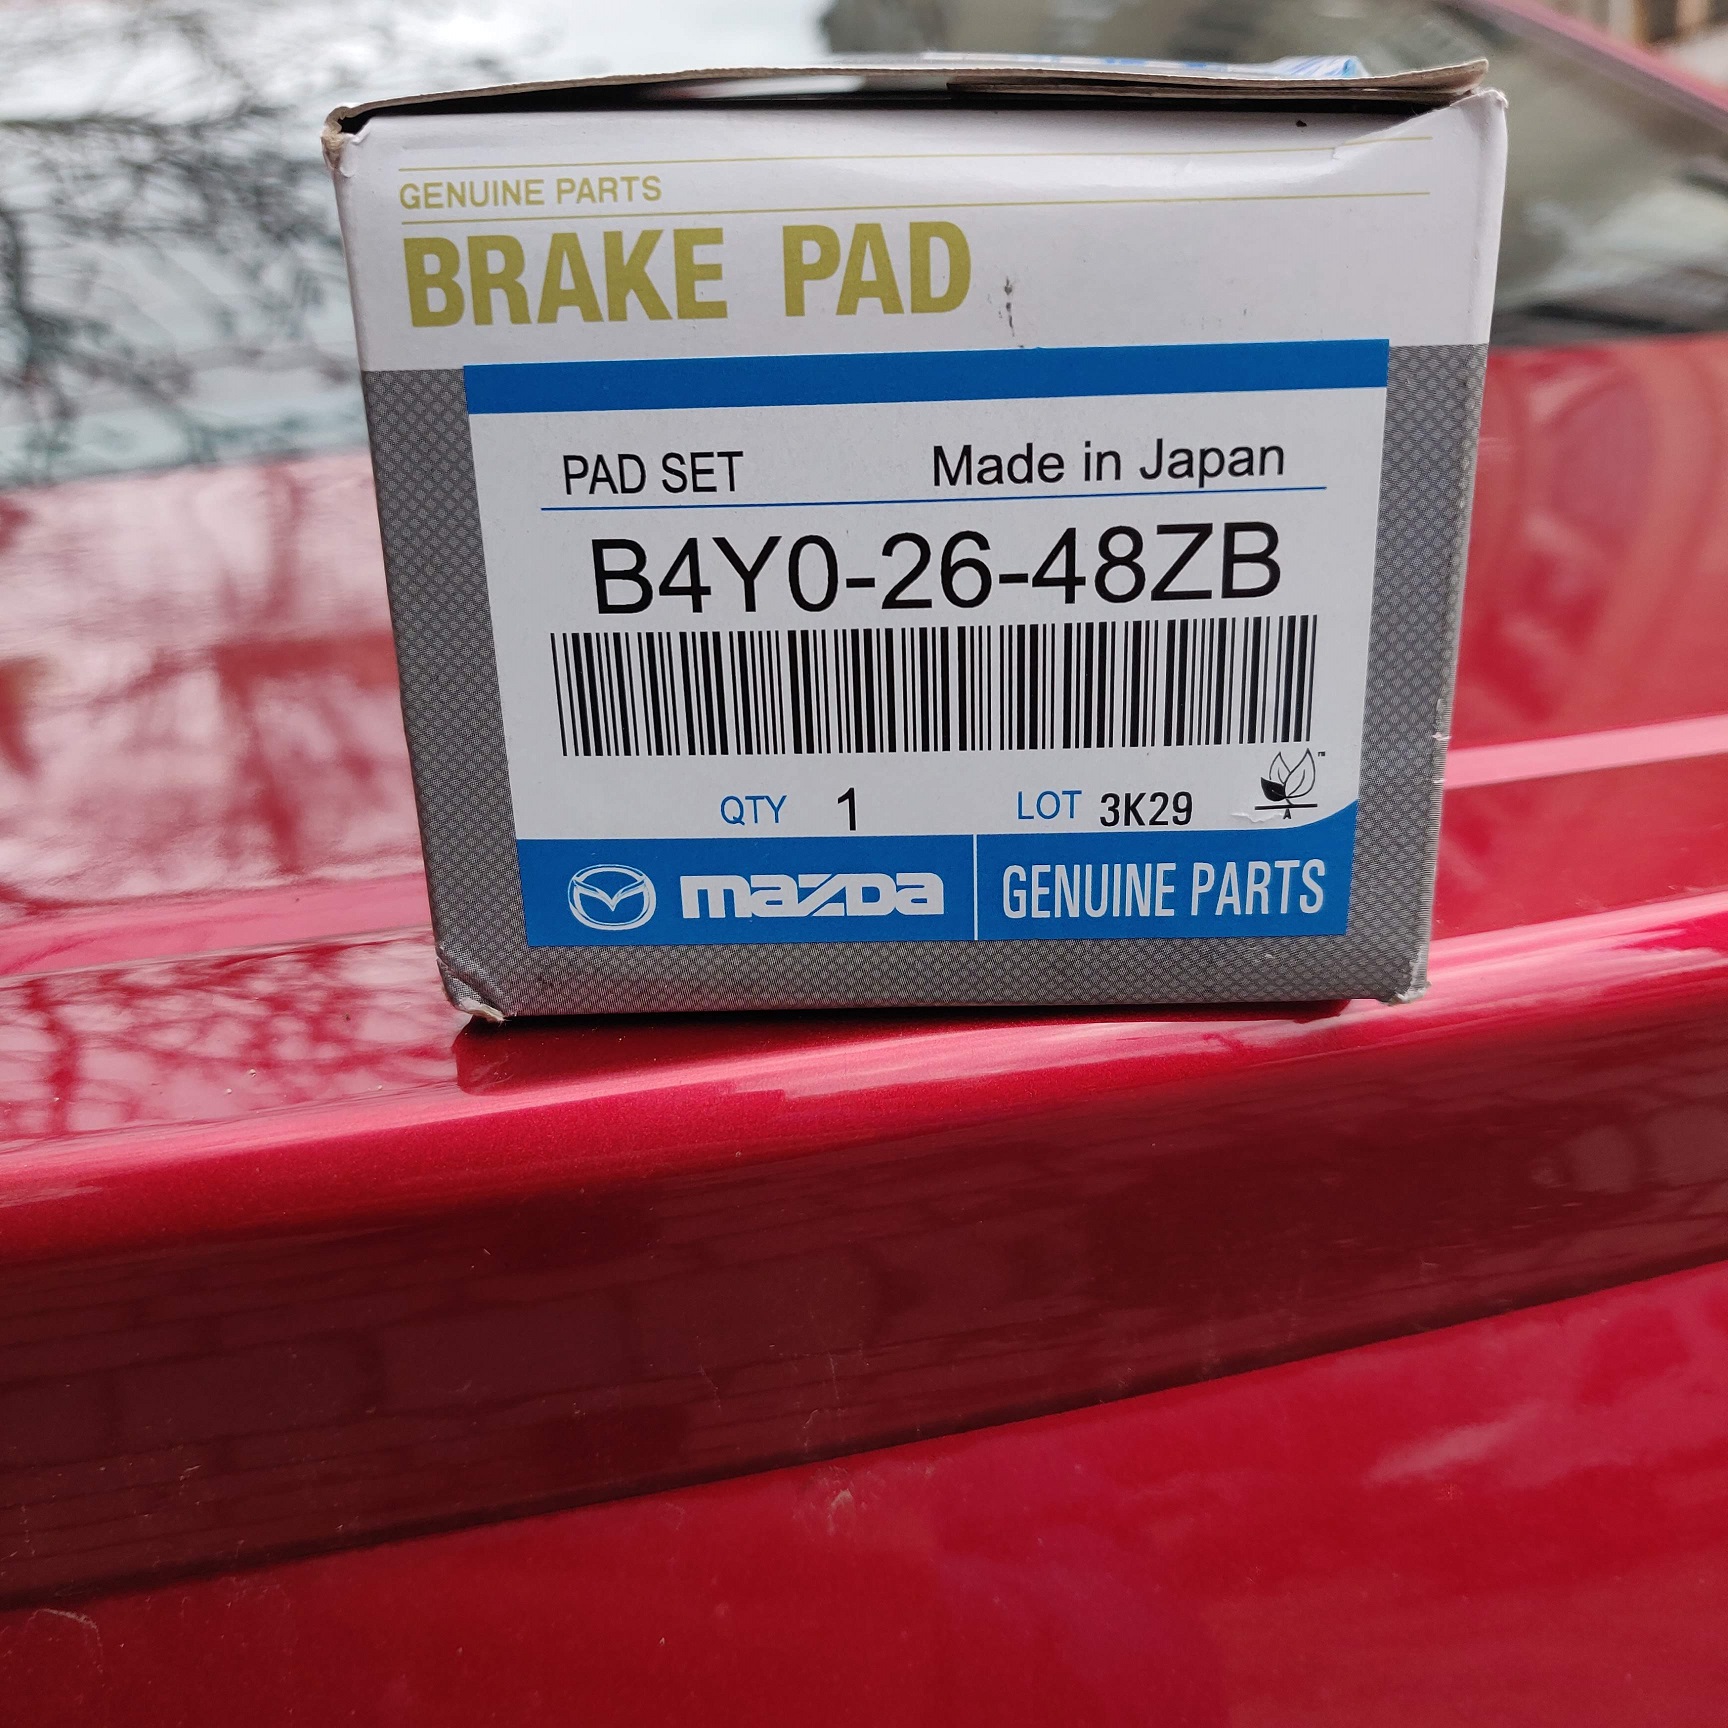 GENUINE PARTS
BRAKE PAD
PAD SET Made in Japan
B4Y0-26-48ZB
QTY 1 LOT 3K29
TM
A
mazda GENUINE PARTS